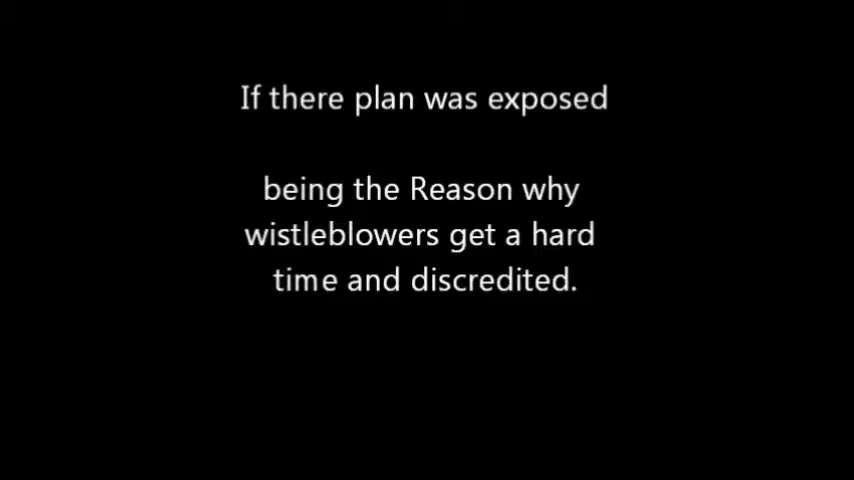 If there plan was exposed
being the Reason why
wistleblowers get a hard
time and discredited.